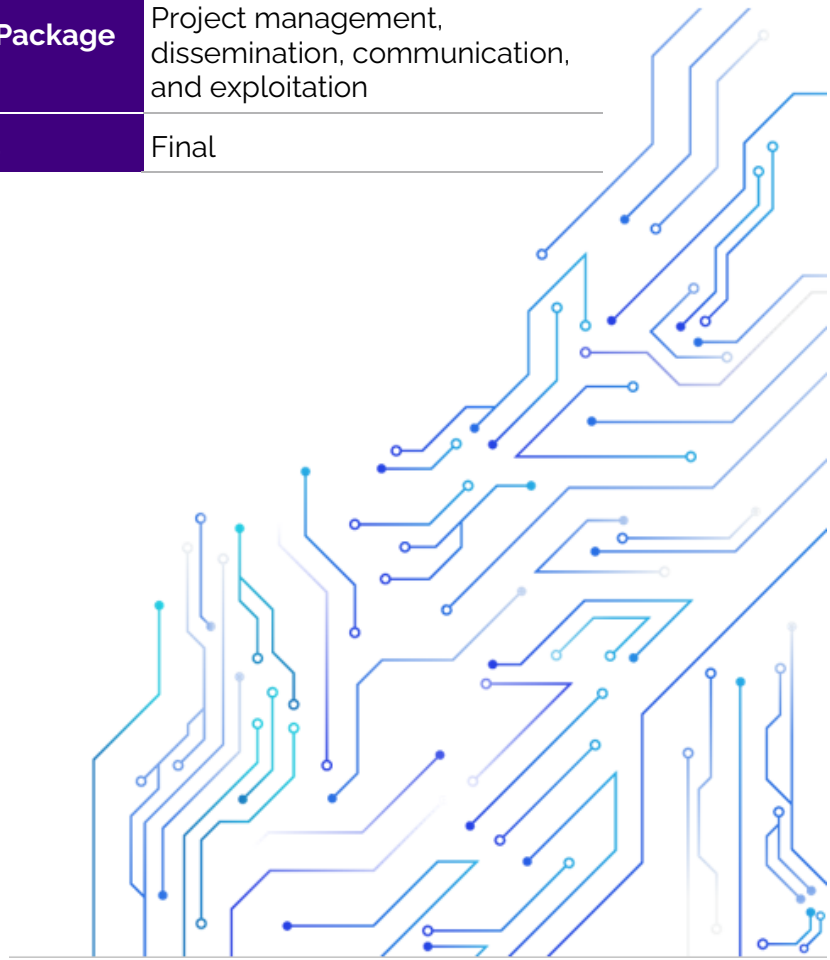 Package
Project management,
dissemination, communication,
and exploitation
Final